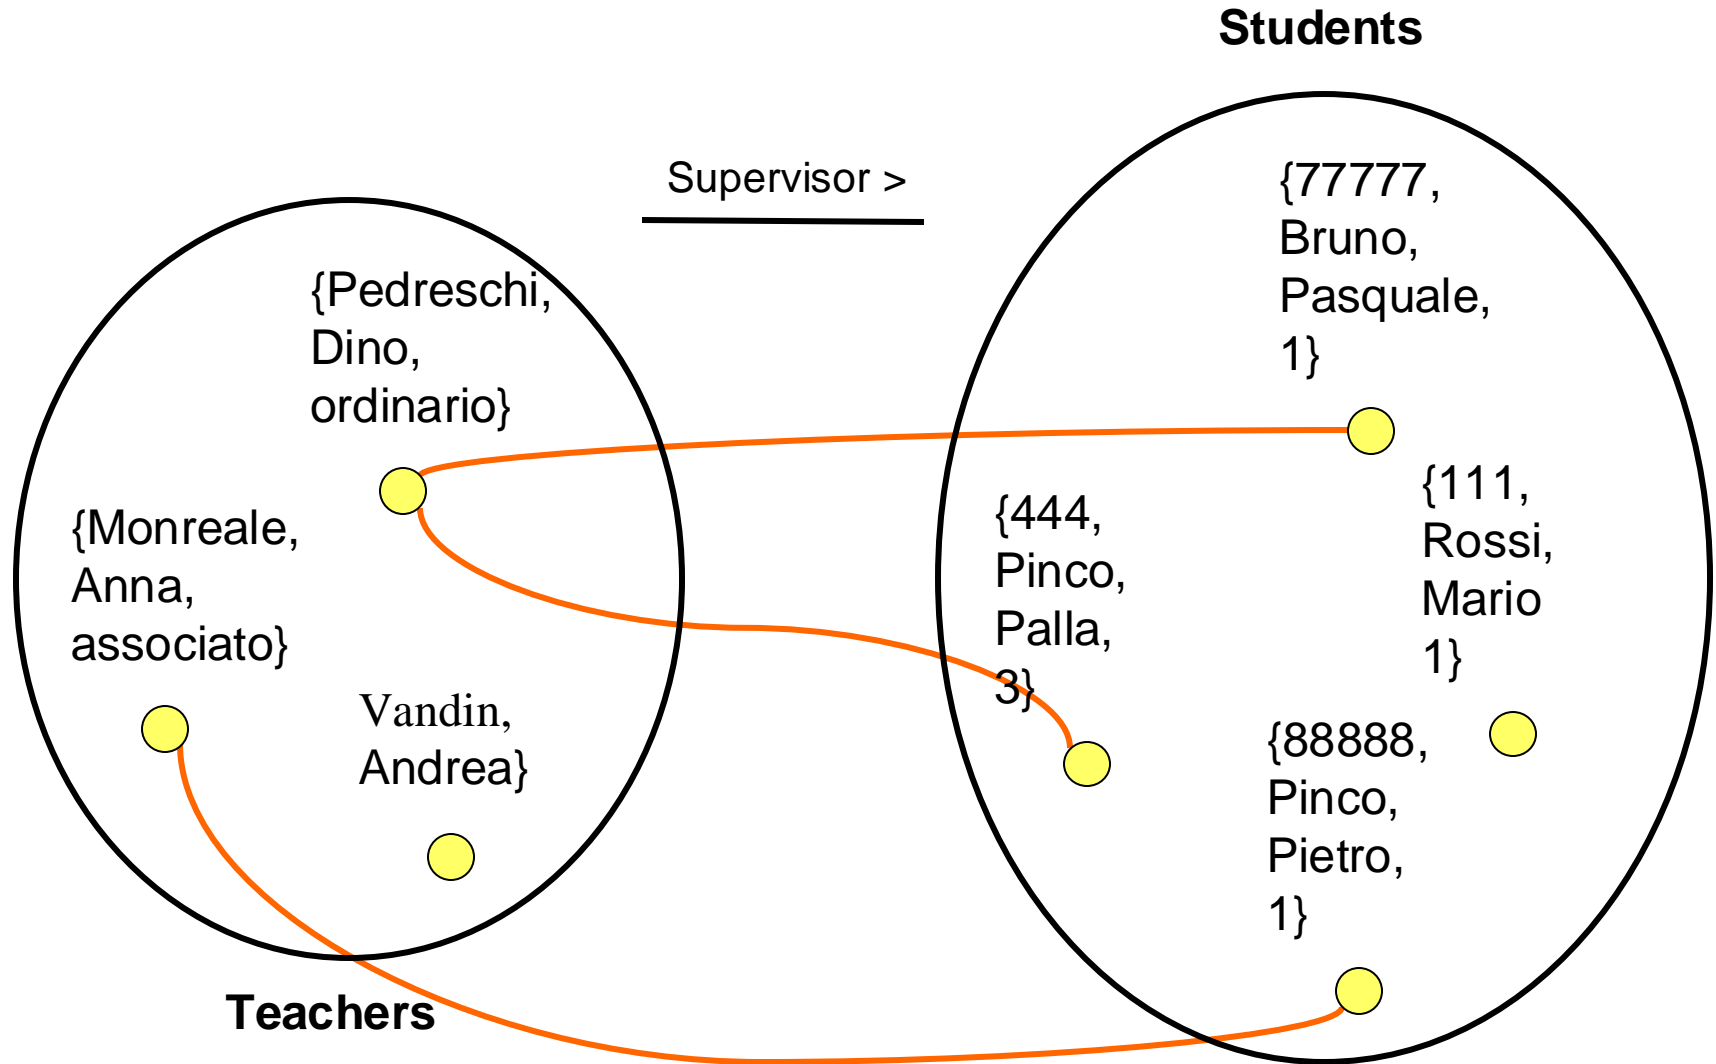 Students
Supervisor >
{77777,
Bruno,
Pasquale,
1}
{Pedreschi,
Dino,
ordinario}
{111,
Rossi,
Mario
1}
{444,
Pinco,
Palla,
3}
{Monreale,
Anna,
associato}
Vandin,
Andrea}
{88888,
Pinco,
Pietro,
1}
Teachers